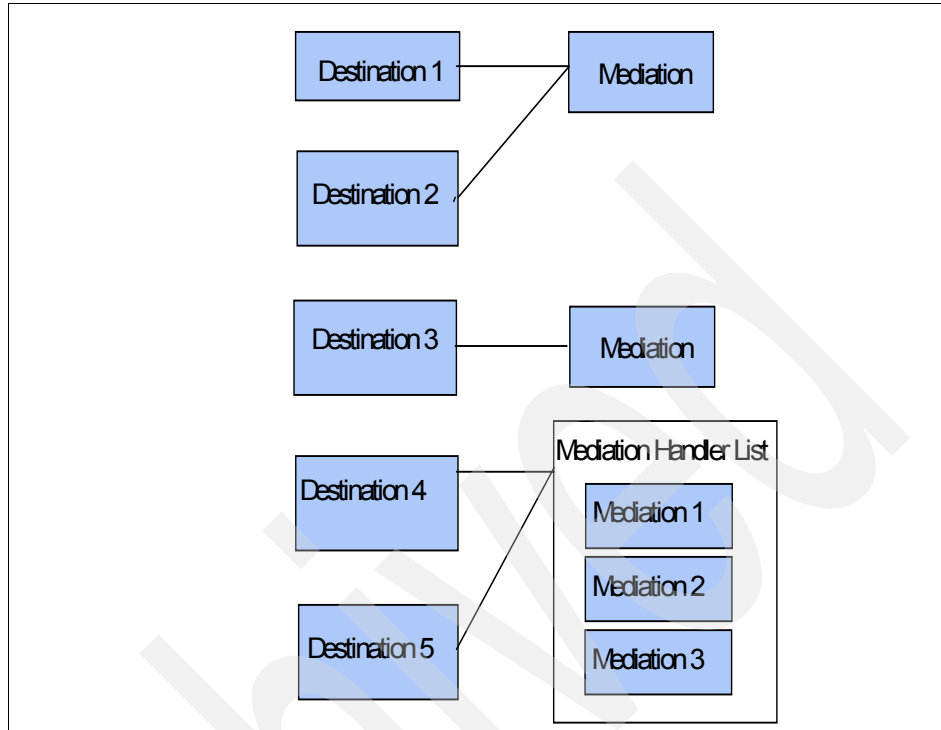 Destination 1
Mediation
Destination 2
Destination 3
Mediation
Mediation Handler List
Destination 4
Mediation 1
Mediation 2
Destination 5
Mediation 3